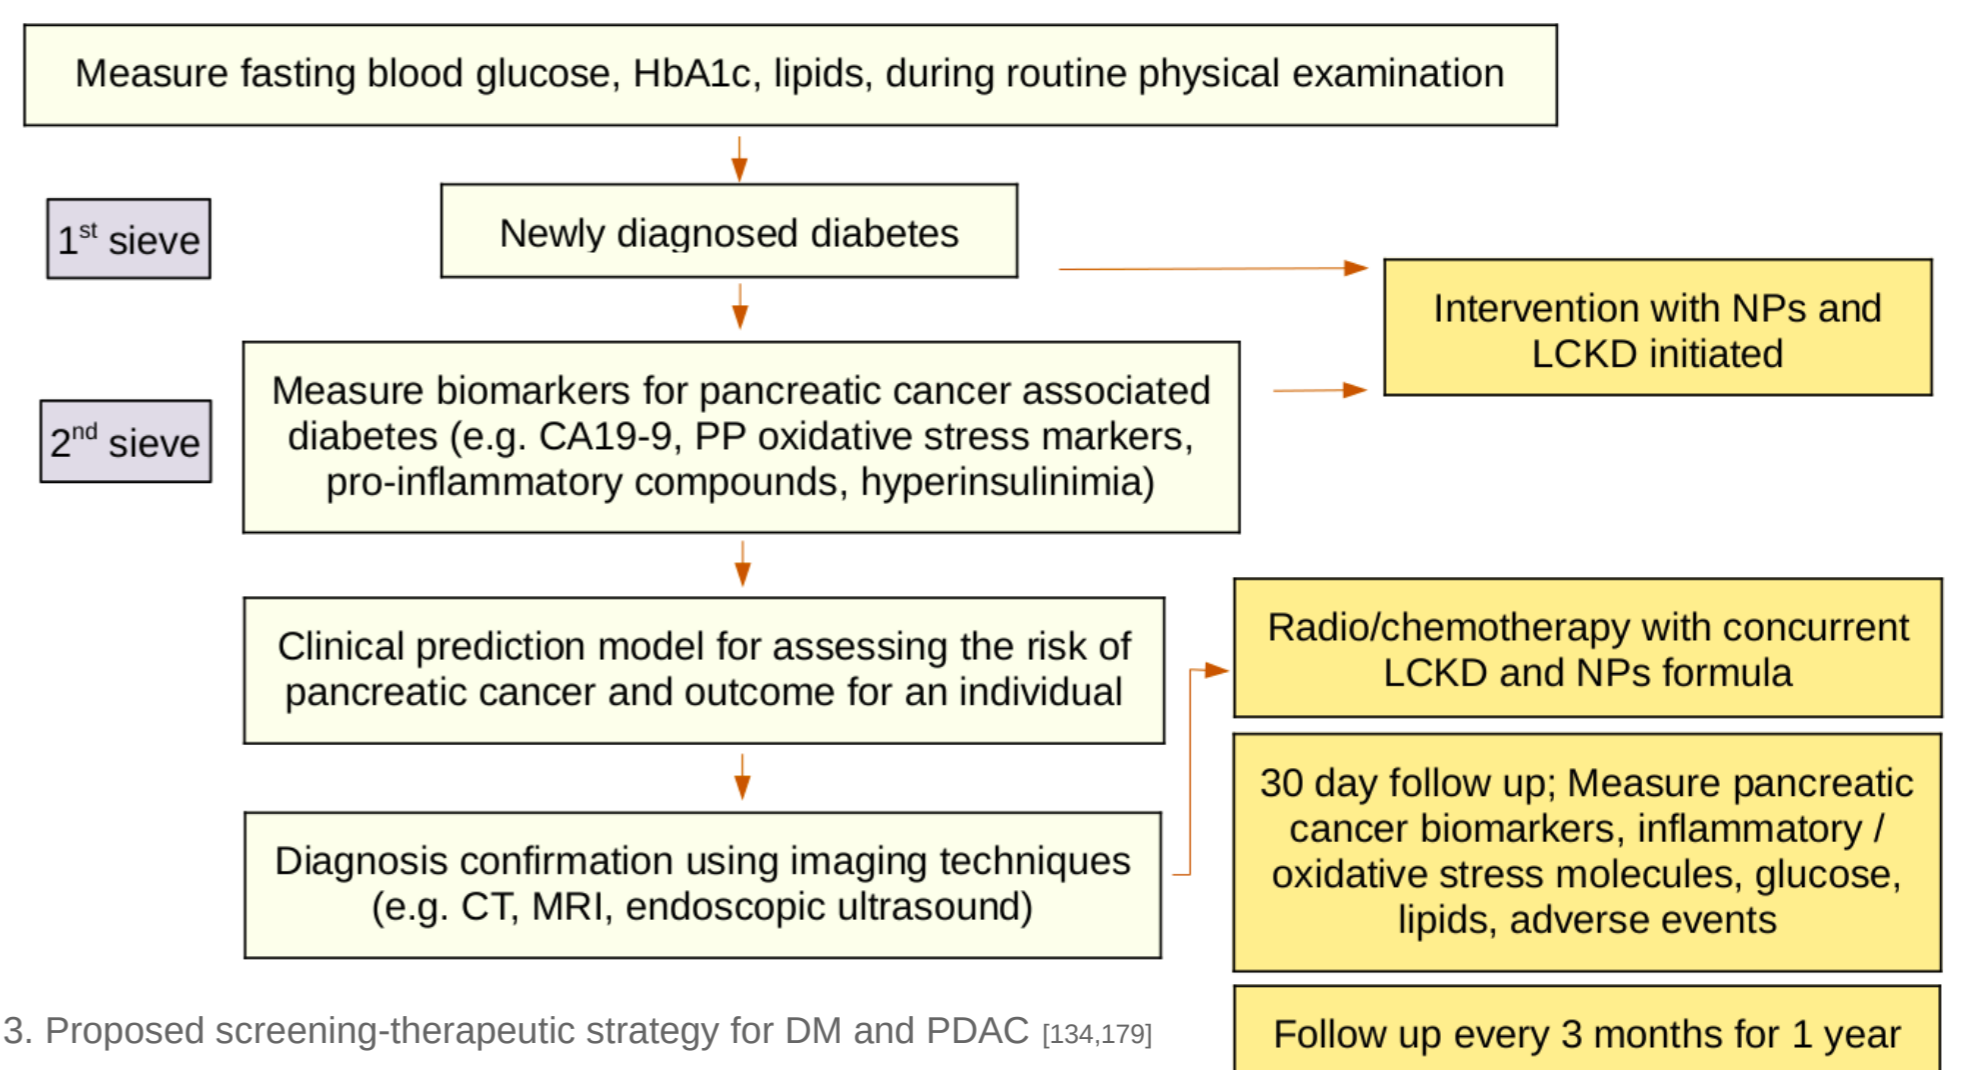 Measure fasting blood glucose, HbA1c, lipids, during routine physical examination
1st sieve
Newly diagnosed diabetes
Intervention with NPs and
LCKD initiated
2nd sieve
Measure biomarkers for pancreatic cancer associated
diabetes (e.g. CA19-9, PP oxidative stress markers,
pro-inflammatory compounds, hyperinsulinimia)
Clinical prediction model for assessing the risk of
pancreatic cancer and outcome for an individual
Radio/chemotherapy with concurrent
LCKD and NPs formula
Diagnosis confirmation using imaging techniques
(e.g. CT, MRI, endoscopic ultrasound)
30 day follow up; Measure pancreatic
cancer biomarkers, inflammatory /
oxidative stress molecules, glucose,
lipids, adverse events
Follow up every 3 months for 1 year
3. Proposed screening-therapeutic strategy for DM and PDAC [134,179]